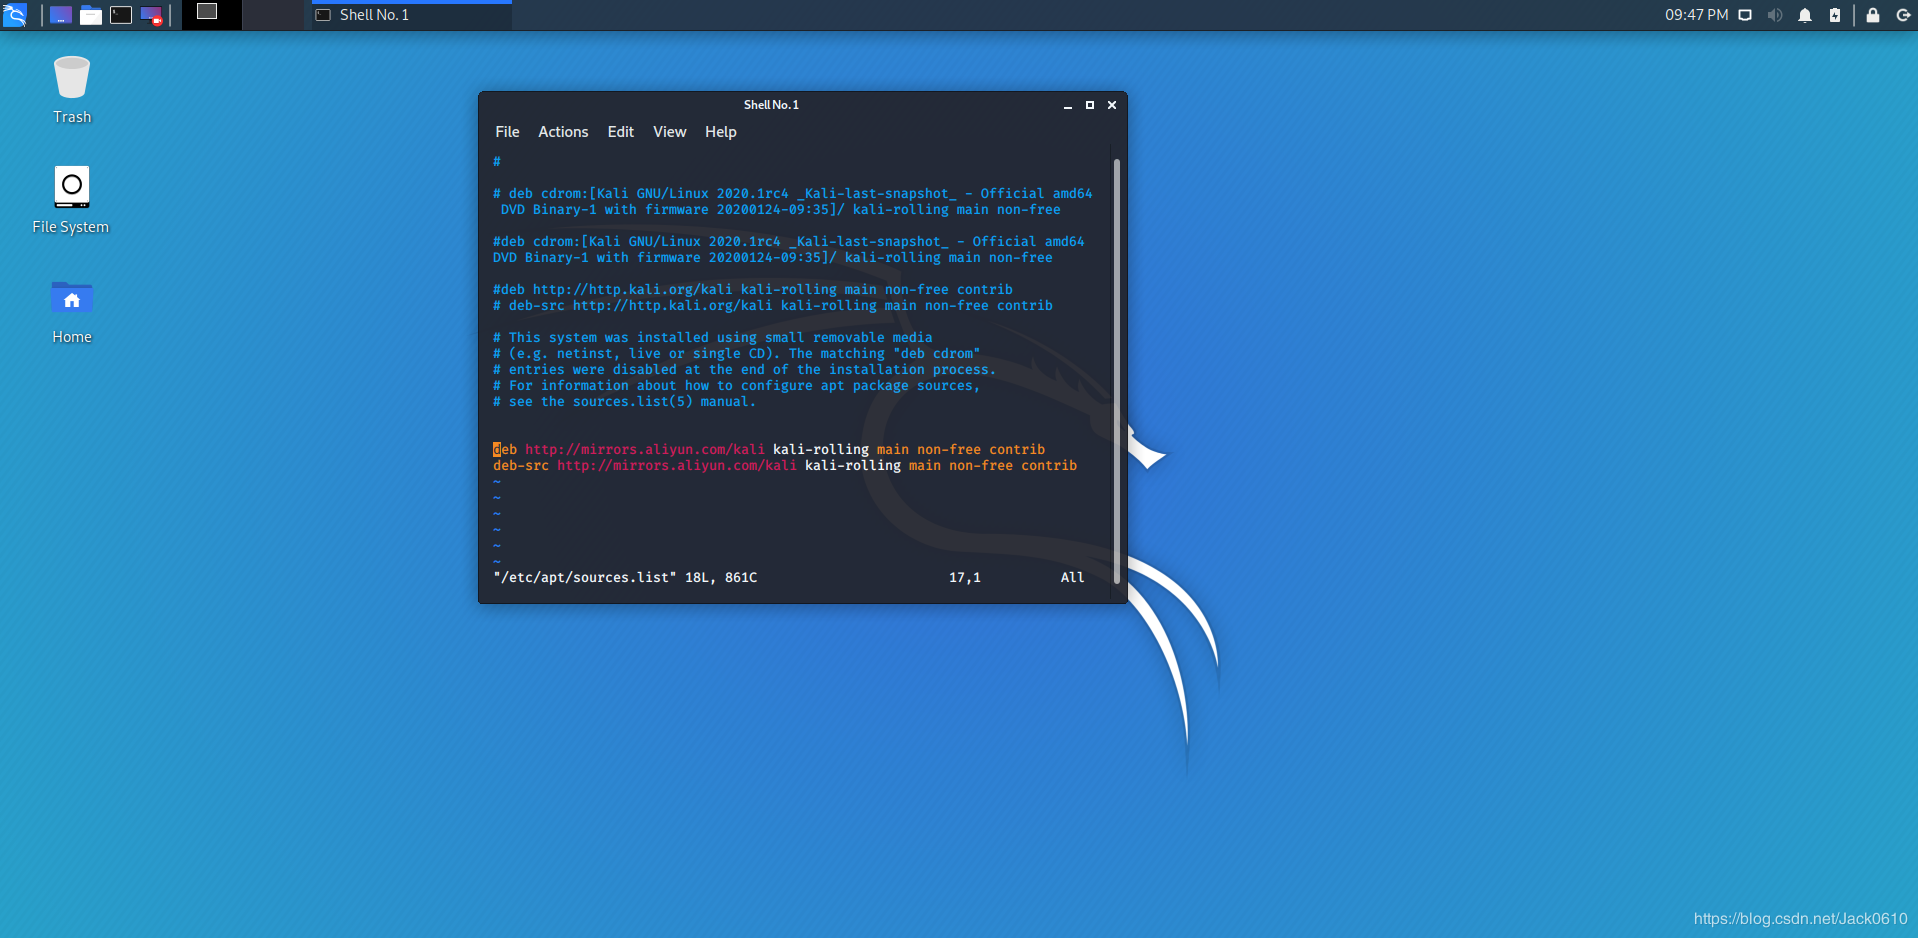 Shell No. 1
09:47 PM
Trash
File System
Home
Shell No. 1
File Actions Edit View Help
#
# deb cdrom:[Kali GNU/Linux 2020.1rc4 _Kali-last-snapshot_ - Official amd64
DVD Binary-1 with firmware 20200124-09:35]/ kali-rolling main non-free
#deb cdrom:[Kali GNU/Linux 2020.1rc4 _Kali-last-snapshot_ - Official amd64
DVD Binary-1 with firmware 20200124-09:35]/ kali-rolling main non-free
#deb http://http.kali.org/kali kali-rolling main non-free contrib
# deb-src http://http.kali.org/kali kali-rolling main non-free contrib
# This system was installed using small removable media
# (e.g. netinst, live or single CD). The matching "deb cdrom"
# entries were disabled at the end of the installation process.
# For information about how to configure apt package sources,
# see the sources.list(5) manual.
deb http://mirrors.aliyun.com/kali kali-rolling main non-free contrib
deb-src http://mirrors.aliyun.com/kali kali-rolling main non-free contrib
~
~
~
~
~
~
"/etc/apt/sources.list" 18L, 861C 17,1 All
https://blog.csdn.net/Jack0610